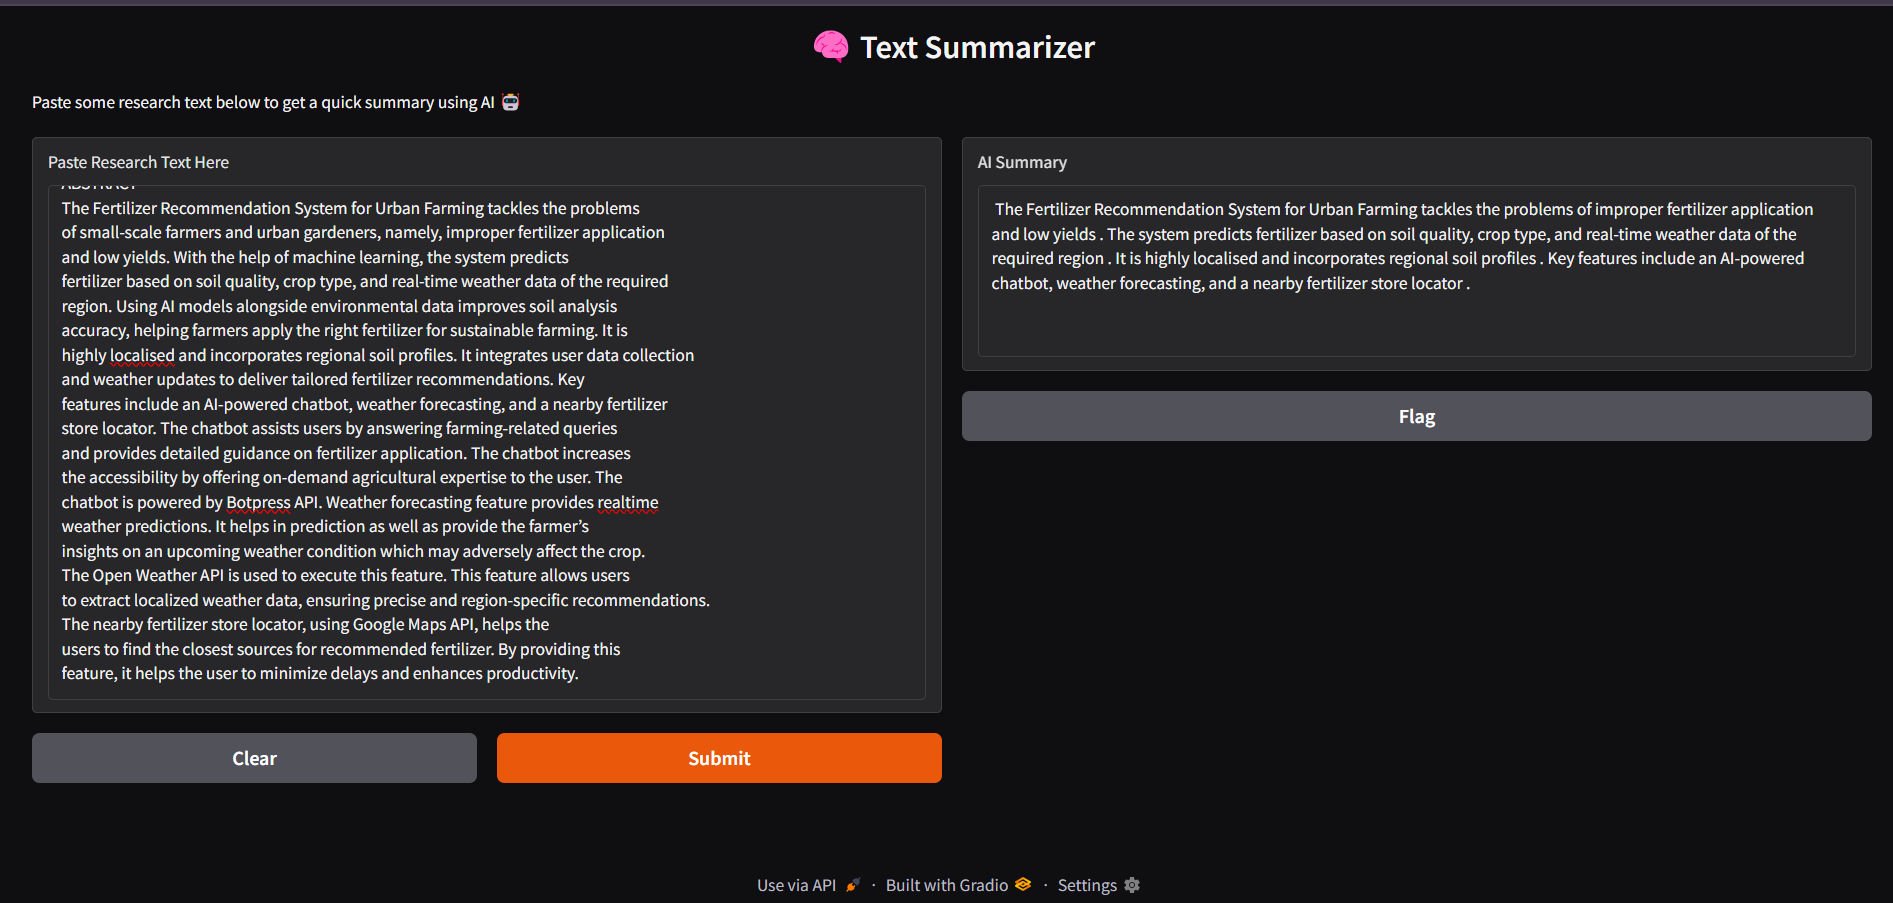 Text Summarizer
Paste some research text below to get a quick summary using AI
Paste Research Text Here
ABSTRACT
The Fertilizer Recommendation System for Urban Farming tackles the problems
of small-scale farmers and urban gardeners, namely, improper fertilizer application
and low yields. With the help of machine learning, the system predicts
fertilizer based on soil quality, crop type, and real-time weather data of the required
region. Using AI models alongside environmental data improves soil analysis
accuracy, helping farmers apply the right fertilizer for sustainable farming. It is
highly localised and incorporates regional soil profiles. It integrates user data collection
and weather updates to deliver tailored fertilizer recommendations. Key
features include an AI-powered chatbot, weather forecasting, and a nearby fertilizer
store locator. The chatbot assists users by answering farming-related queries
and provides detailed guidance on fertilizer application. The chatbot increases
the accessibility by offering on-demand agricultural expertise to the user. The
chatbot is powered by Botpress API. Weather forecasting feature provides realtime
weather predictions. It helps in prediction as well as provide the farmer’s
insights on an upcoming weather condition which may adversely affect the crop.
The Open Weather API is used to execute this feature. This feature allows users
to extract localized weather data, ensuring precise and region-specific recommendations.
The nearby fertilizer store locator, using Google Maps API, helps the
users to find the closest sources for recommended fertilizer. By providing this
feature, it helps the user to minimize delays and enhances productivity.
Clear
Submit
AI Summary
The Fertilizer Recommendation System for Urban Farming tackles the problems of improper fertilizer application
and low yields . The system predicts fertilizer based on soil quality, crop type, and real-time weather data of the
required region . It is highly localised and incorporates regional soil profiles . Key features include an AI-powered
chatbot, weather forecasting, and a nearby fertilizer store locator .
Flag
Use via API · Built with Gradio · Settings